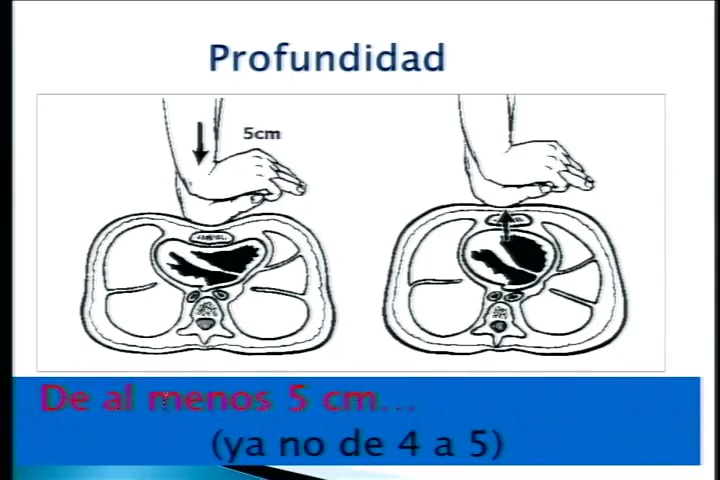 Profundidad
5cm
De al menos 5 cm...
(ya no de 4 a 5)